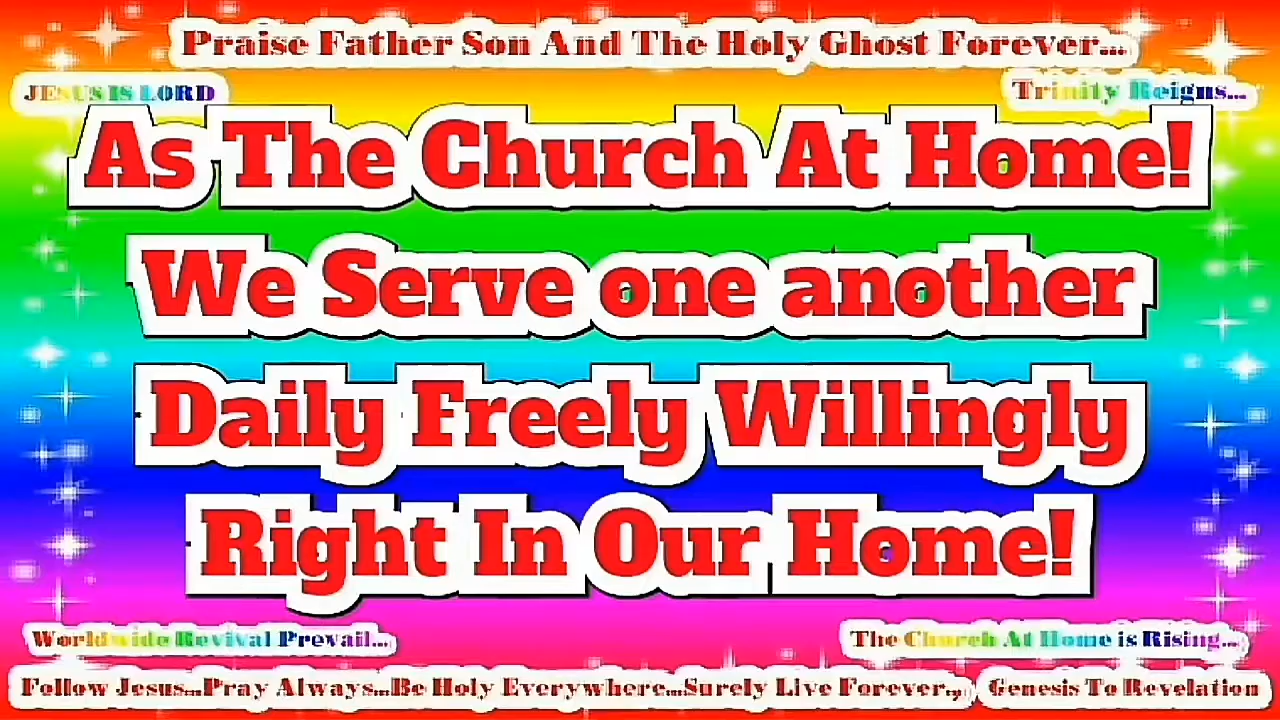 Praise Father Son And The Holy Ghost Forever...
JESUS IS LORD
Trinity Reigns...
As The Church At Home!
We Serve one another
Daily Freely Willingly
Right In Our Home!
Worldwide Revival Prevail...
The Church At Home is Rising...
Follow Jesus...Pray Always...Be Holy Everywhere...Surely Live Forever.,, Genesis To Revelation